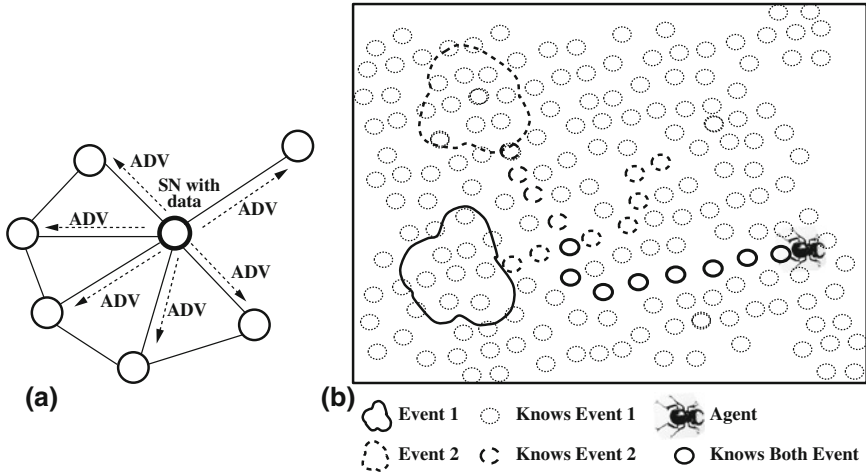 ADV
SN with
data
ADV
ADV
ADV
ADV
ADV
(a)
(b)
Event 1
Knows Event 1
Agent
Event 2
Knows Event 2
Knows Both Event